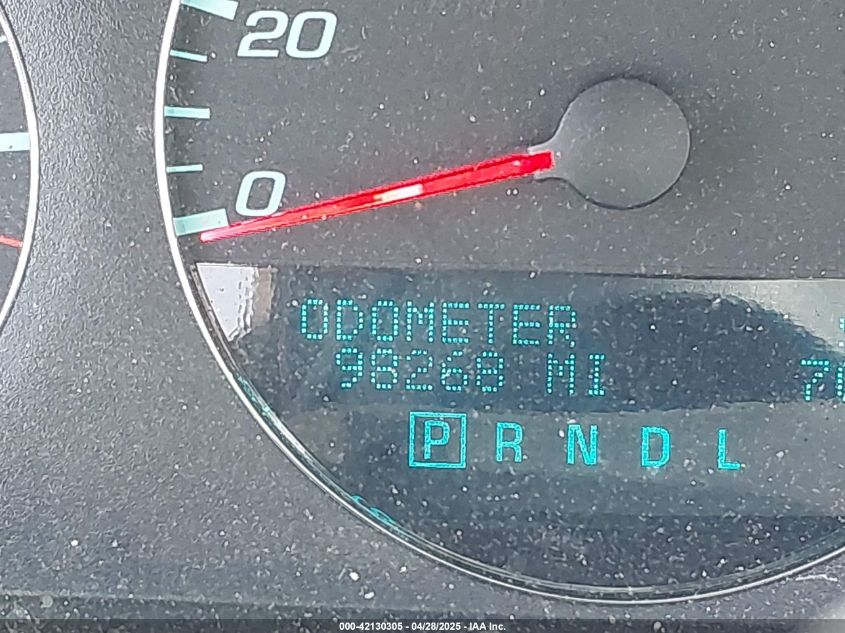 20
0
ODOMETER
98268 MI
P R N D L
000-42130305 - 04/28/2025 - IAA Inc.